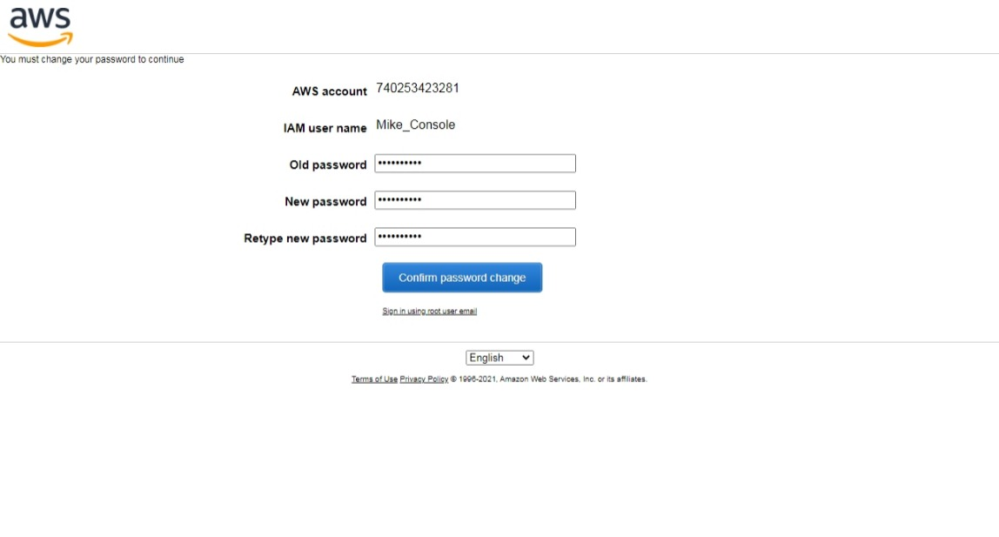 aws
You must change your password to continue
AWS account 740253423281
IAM user name Mike_Console
Old password ••••••••••
New password ••••••••••
Retype new password ••••••••••
Confirm password change
Sign in using root user email
English
Terms of Use Privacy Policy © 1996-2021, Amazon Web Services, Inc. or its affiliates.